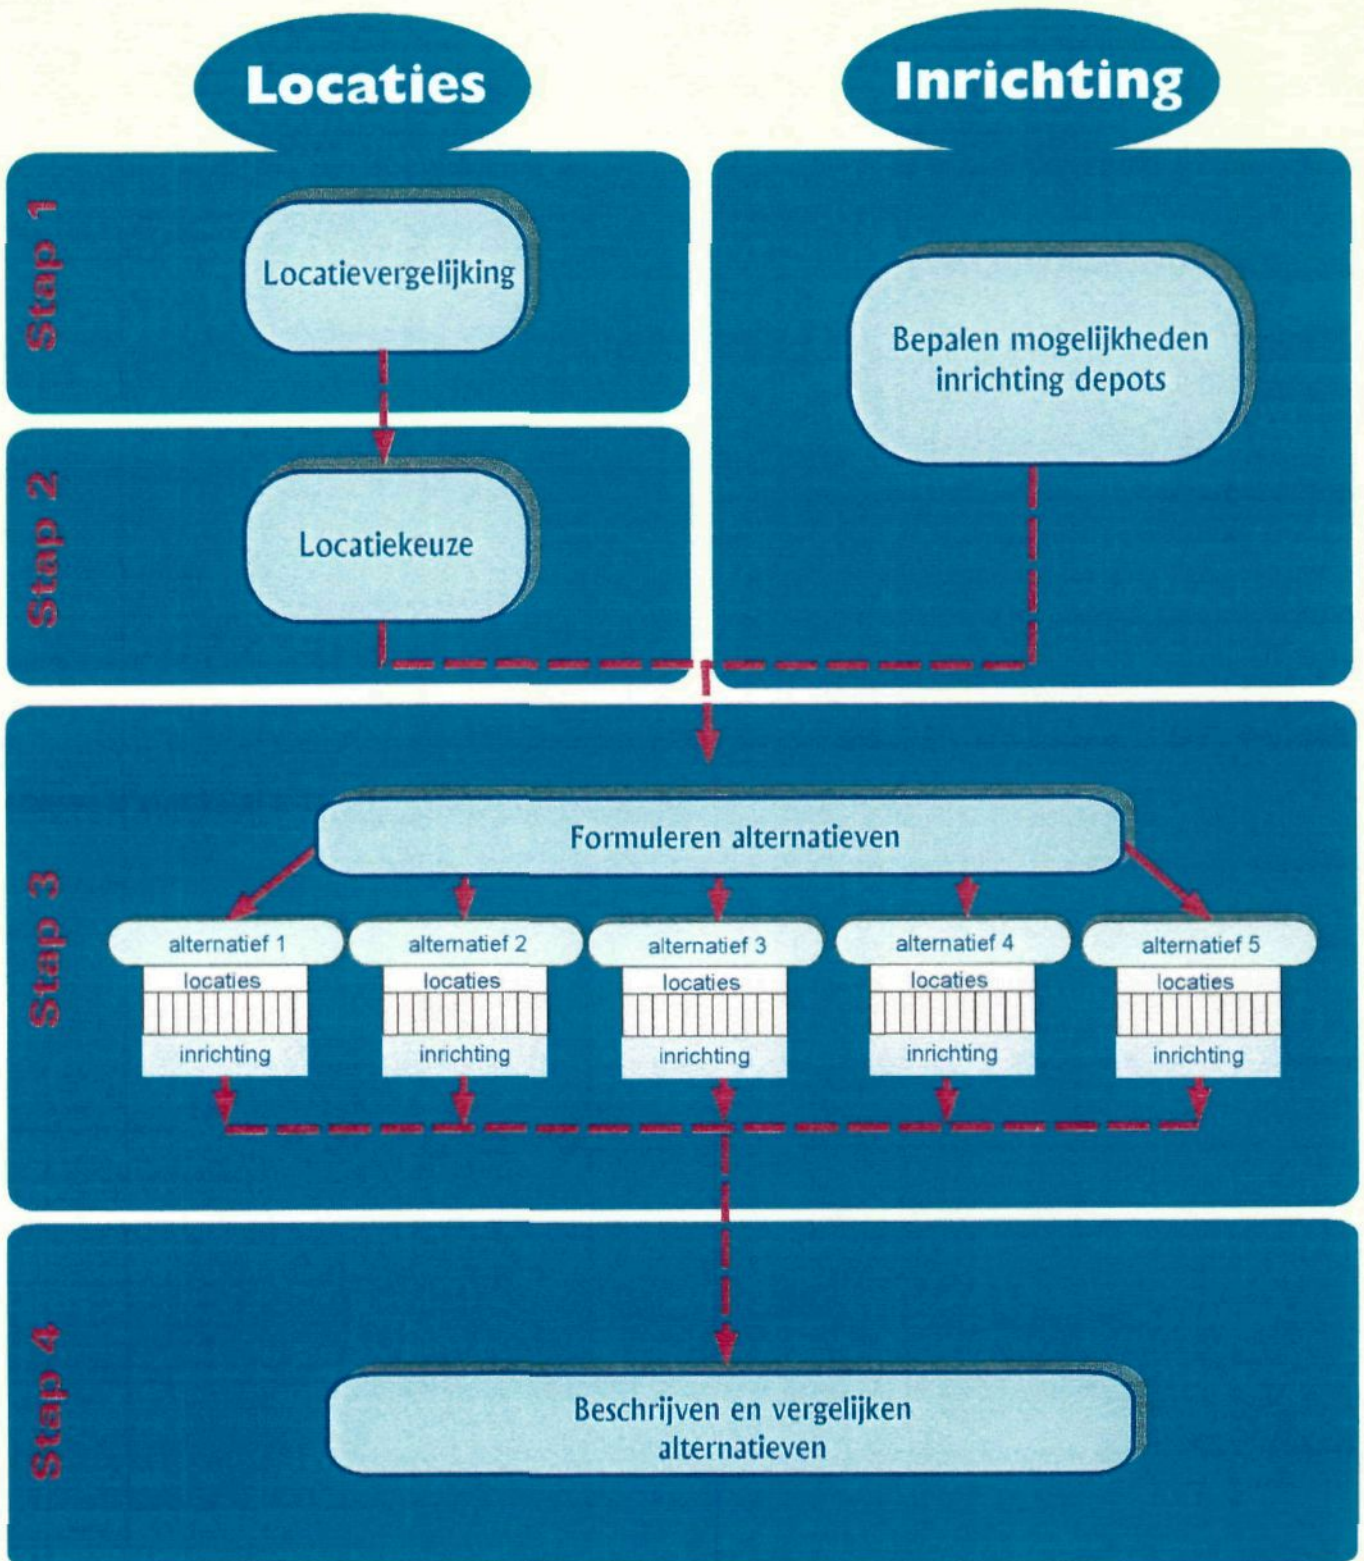 Locaties
Inrichting
Stap 1
Locatievergelijking
Bepalen mogelijkheden
inrichting depots
Stap 2
Locatiekeuze
Stap 3
Formuleren alternatieven
alternatief 1
alternatief 2
alternatief 3
alternatief 4
alternatief 5
locaties
locaties
locaties
locaties
locaties
inrichting
inrichting
inrichting
inrichting
inrichting
Stap 4
Beschrijven en vergelijken
alternatieven